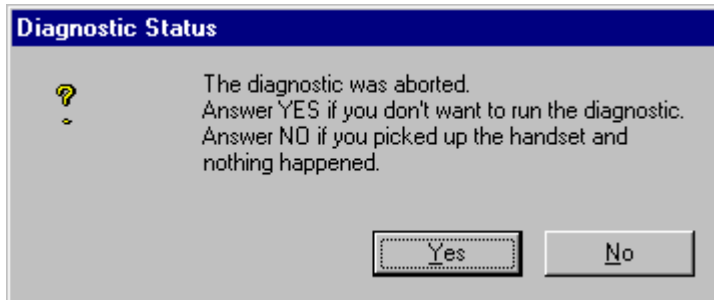 Diagnostic Status
The diagnostic was aborted.
Answer YES if you don't want to run the diagnostic.
Answer NO if you picked up the handset and
nothing happened.
Yes
No